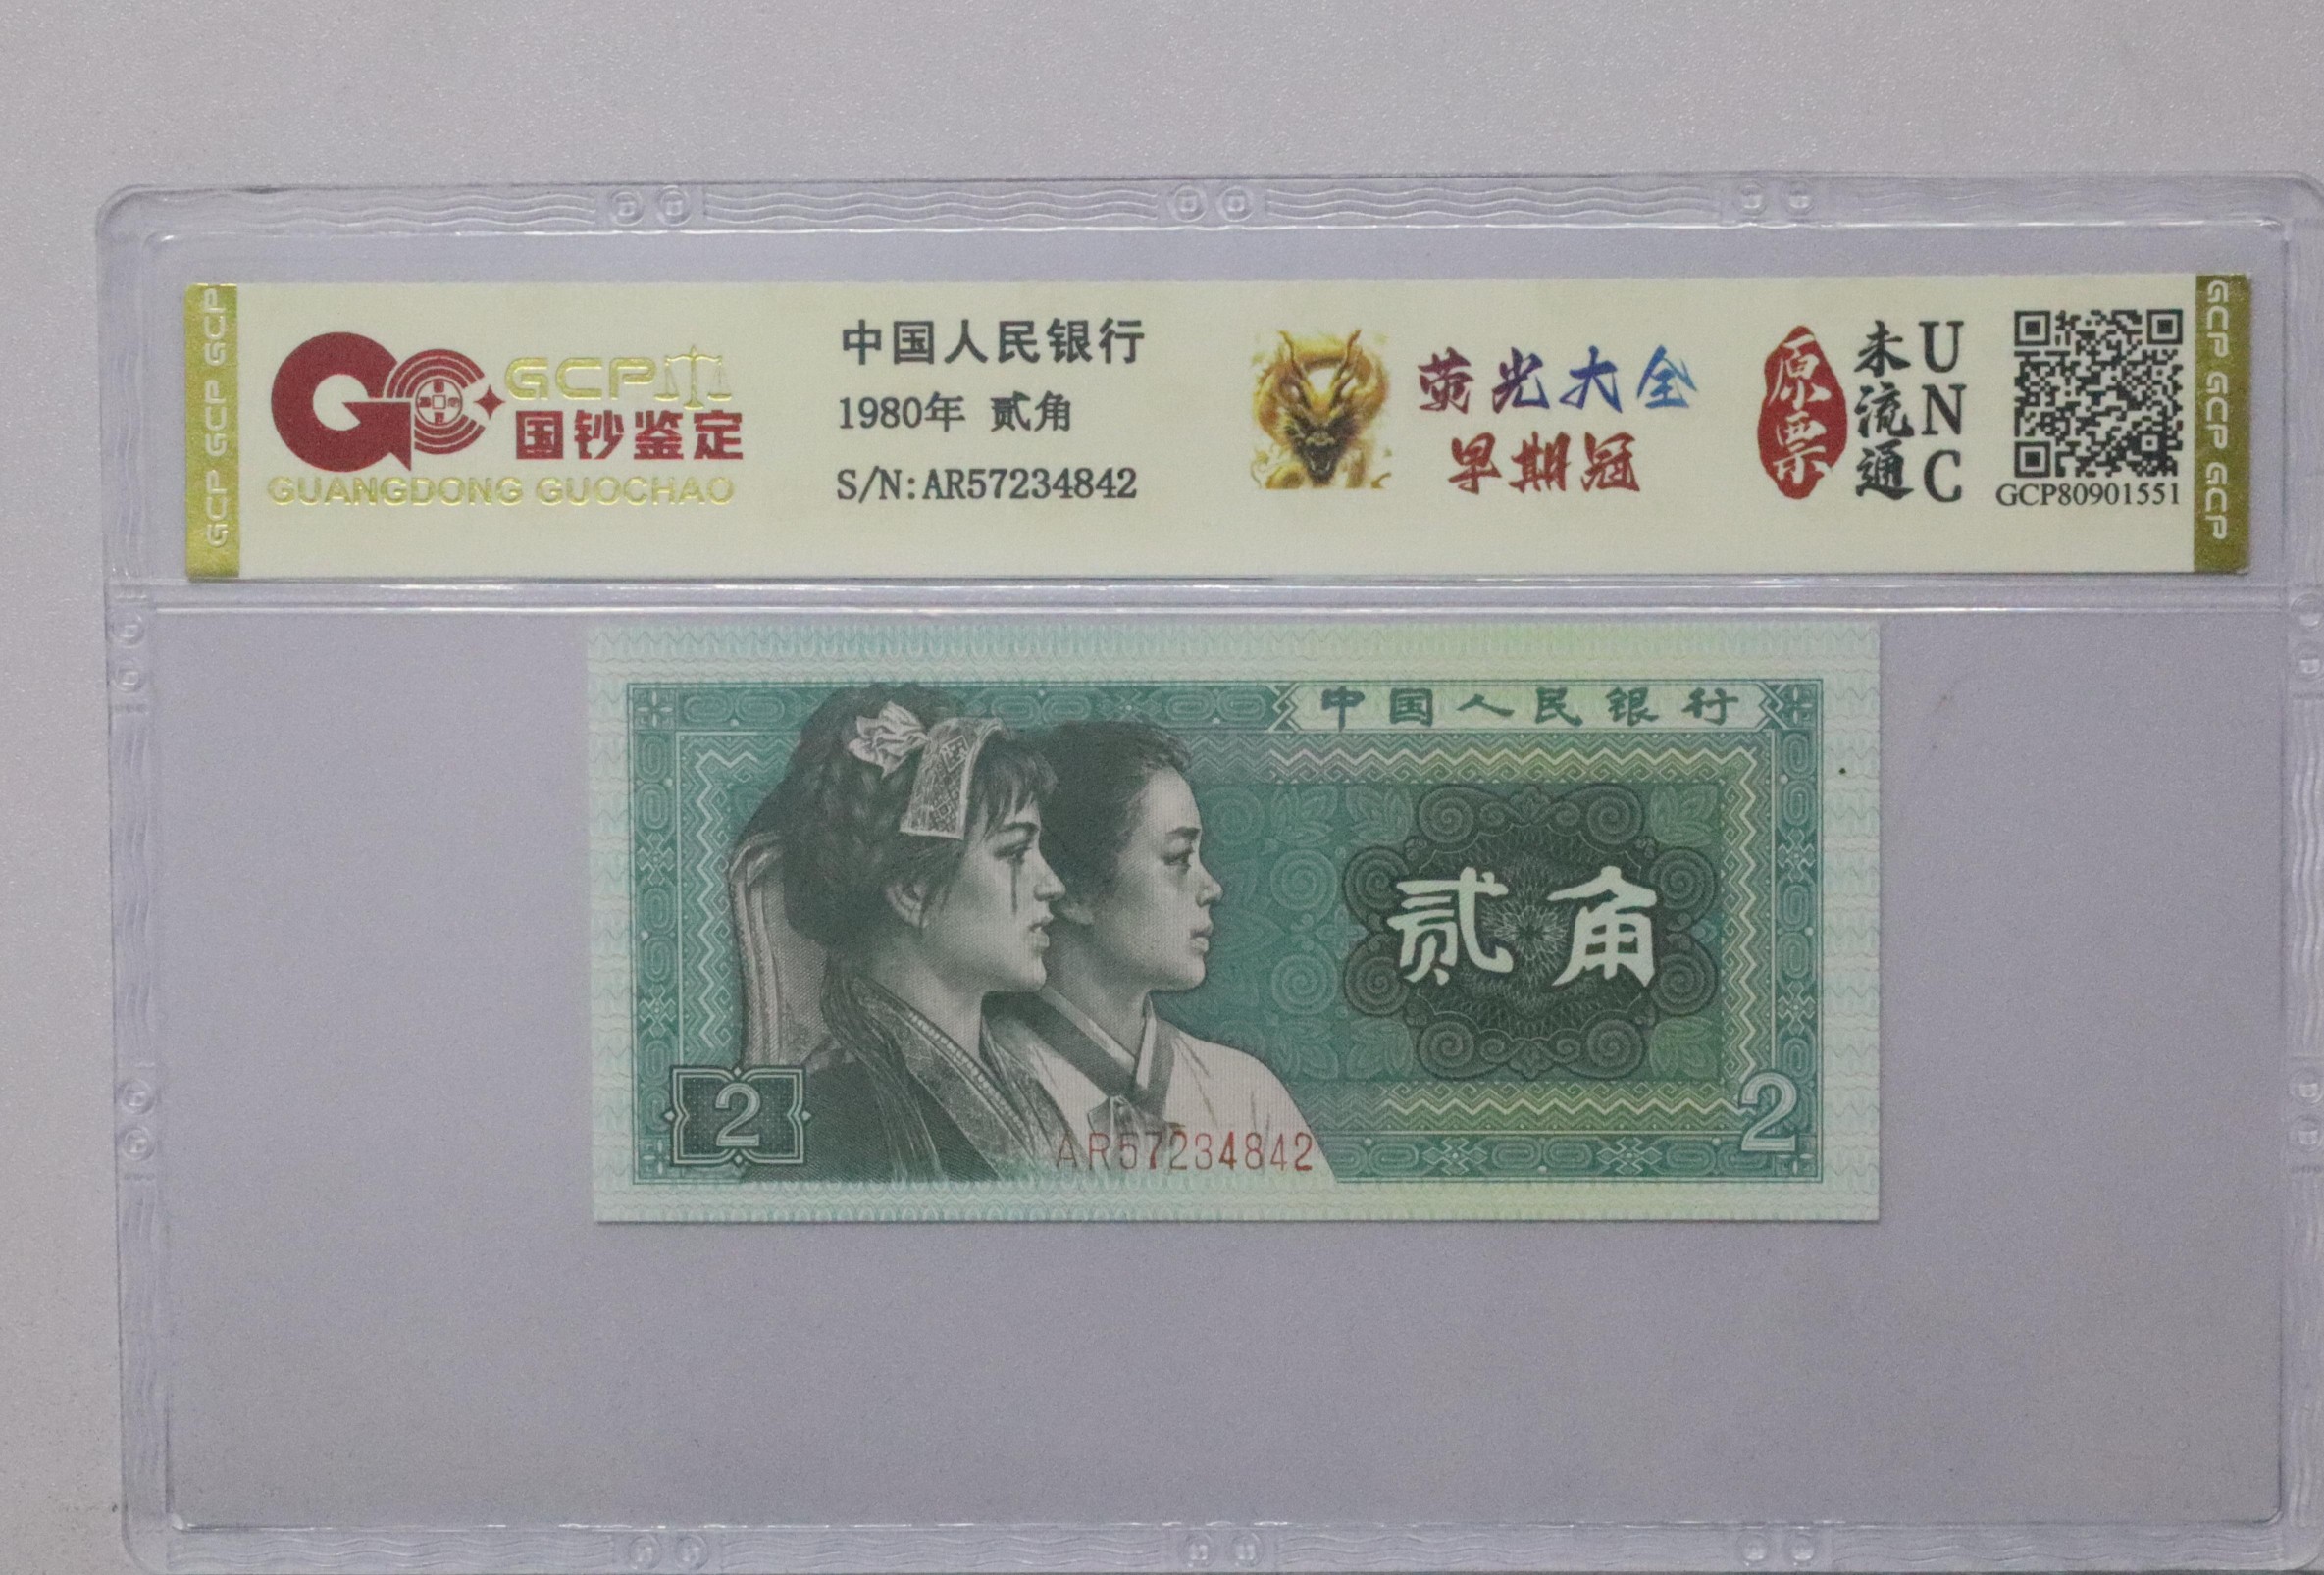 GCP GCP GCP
GCP
国钞鉴定
GUANGDONG GUOCHAO
中国人民银行
1980年 贰角
S/N:AR57234842
荧光大全
早期冠
原票
未流通
UNC
GCP80901551
GCP GCP GCP
中国人民银行
贰角
2
AR57234842
2